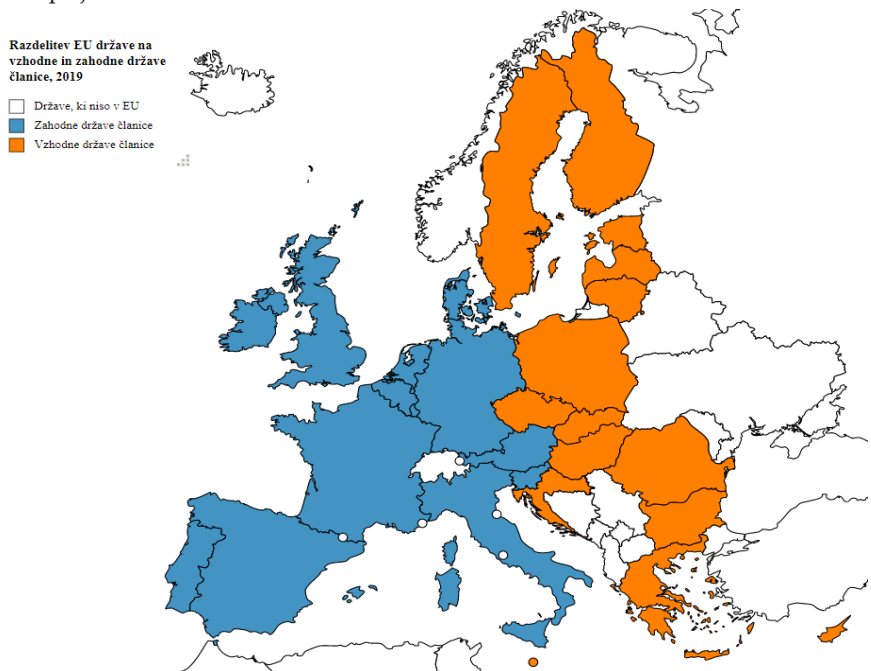 Razdelitev EU države na
vzhodne in zahodne države
članice, 2019
Države, ki niso v EU
Zahodne države članice
Vzhodne države članice